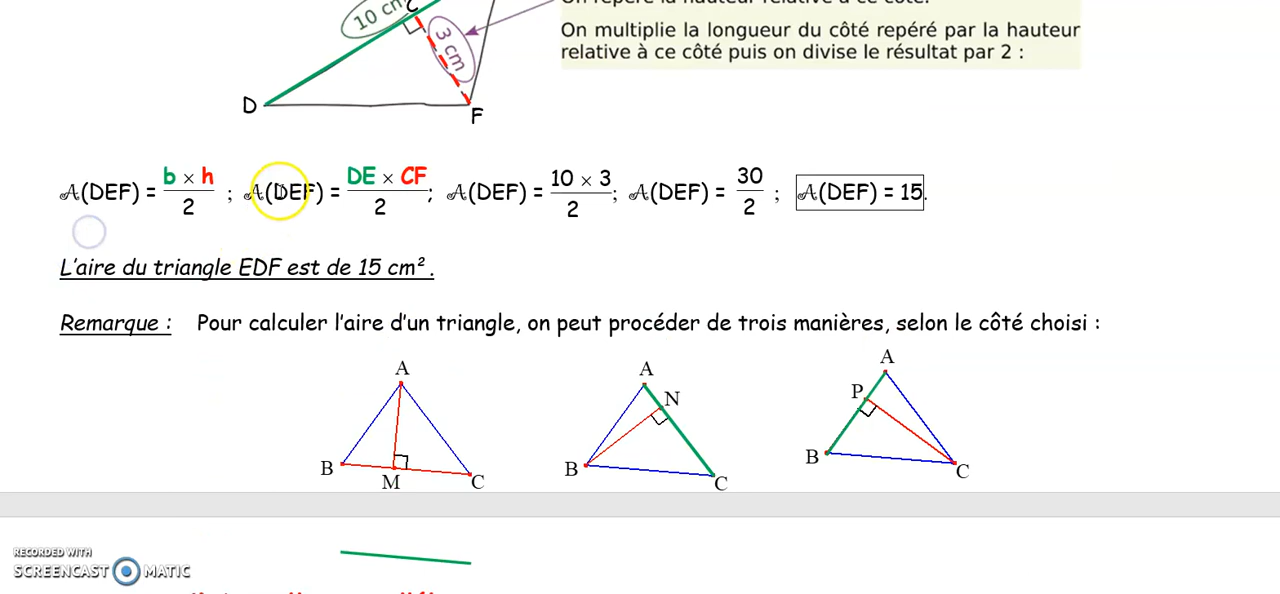 10 cm
C
3 cm
D
F
On multiplie la longueur du côté repéré par la hauteur
relative à ce côté puis on divise le résultat par 2 :
𝒜(DEF) = b × h / 2 ; 𝒜(DEF) = DE × CF / 2 ; 𝒜(DEF) = 10 × 3 / 2 ; 𝒜(DEF) = 30 / 2 ; 𝒜(DEF) = 15.
L'aire du triangle EDF est de 15 cm² .
Remarque : Pour calculer l'aire d'un triangle, on peut procéder de trois manières, selon le côté choisi :
A
B
M
C
A
N
B
C
A
P
B
C
RECORDED WITH
SCREENCAST MATIC